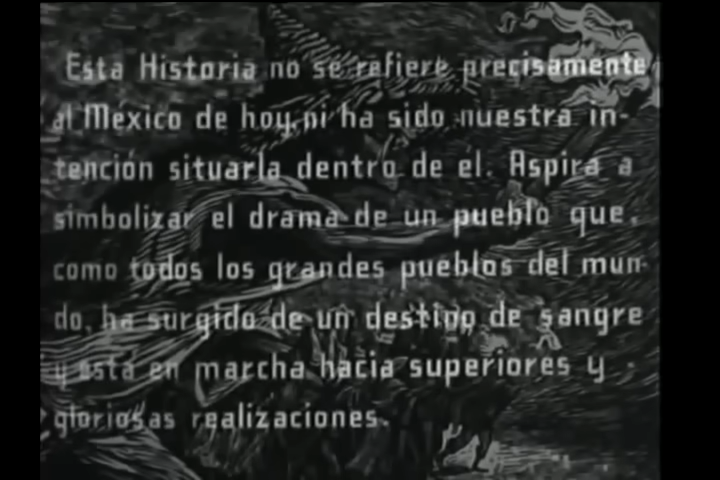 Esta Historia no se refiere precisamente
al México de hoy, ni ha sido nuestra in-
tención situarla dentro de él. Aspira a
simbolizar el drama de un pueblo que,
como todos los grandes pueblos del mun-
do, ha surgido de un destino de sangre
y está en marcha hacia superiores y
gloriosas realizaciones.